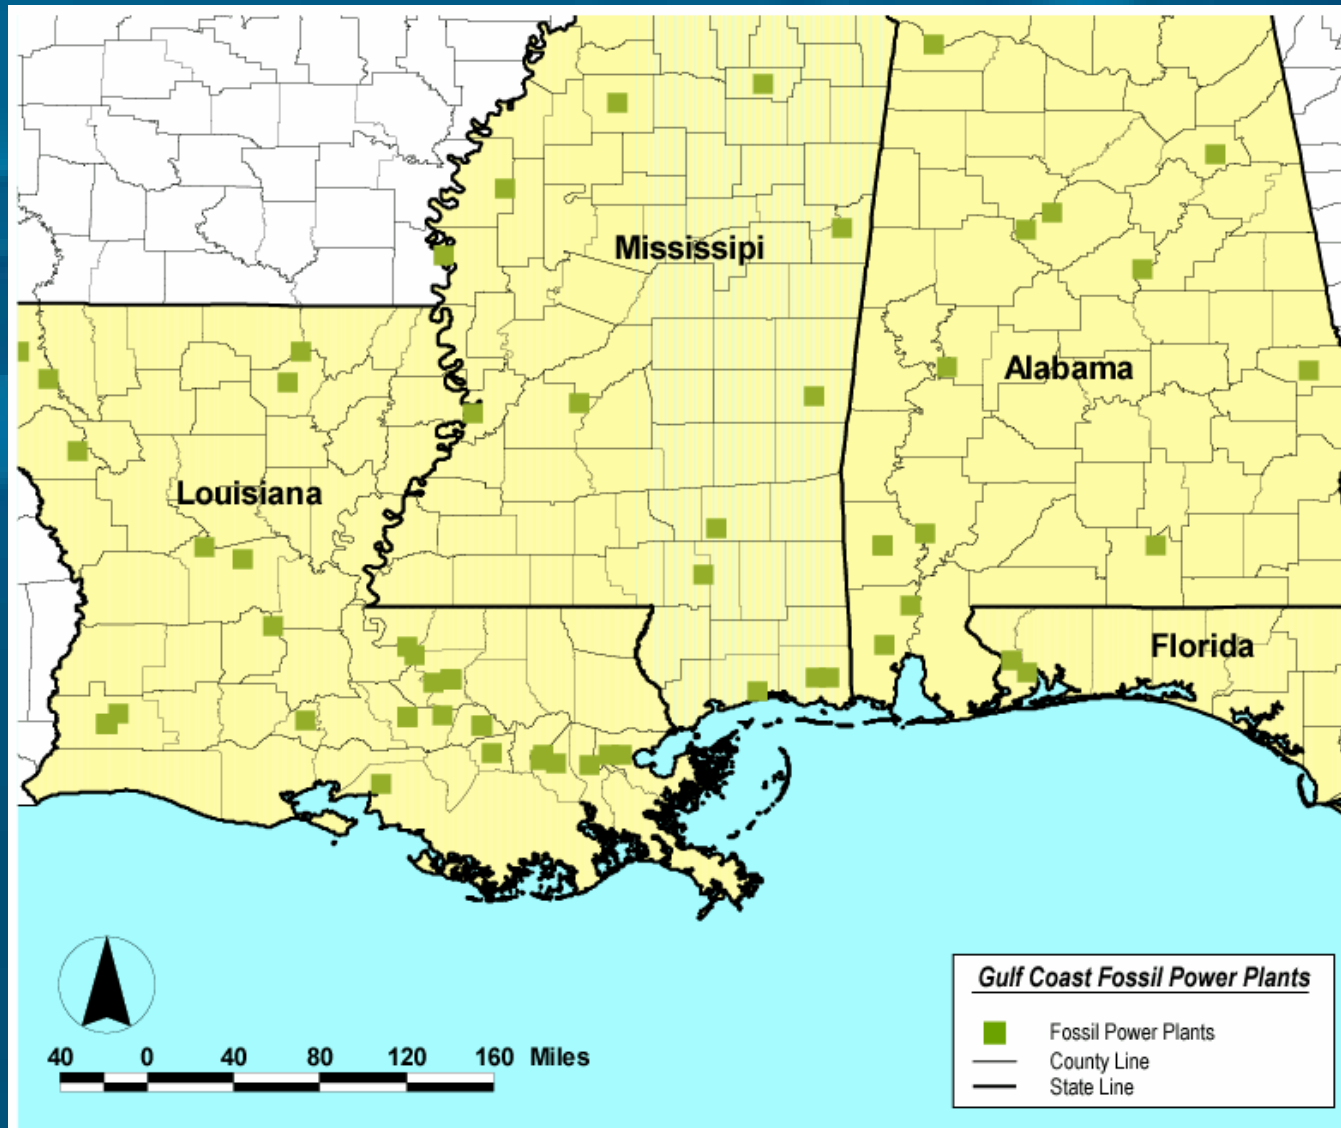 Mississipi
Alabama
Louisiana
Florida
Gulf Coast Fossil Power Plants
Fossil Power Plants
County Line
State Line
40 0 40 80 120 160 Miles